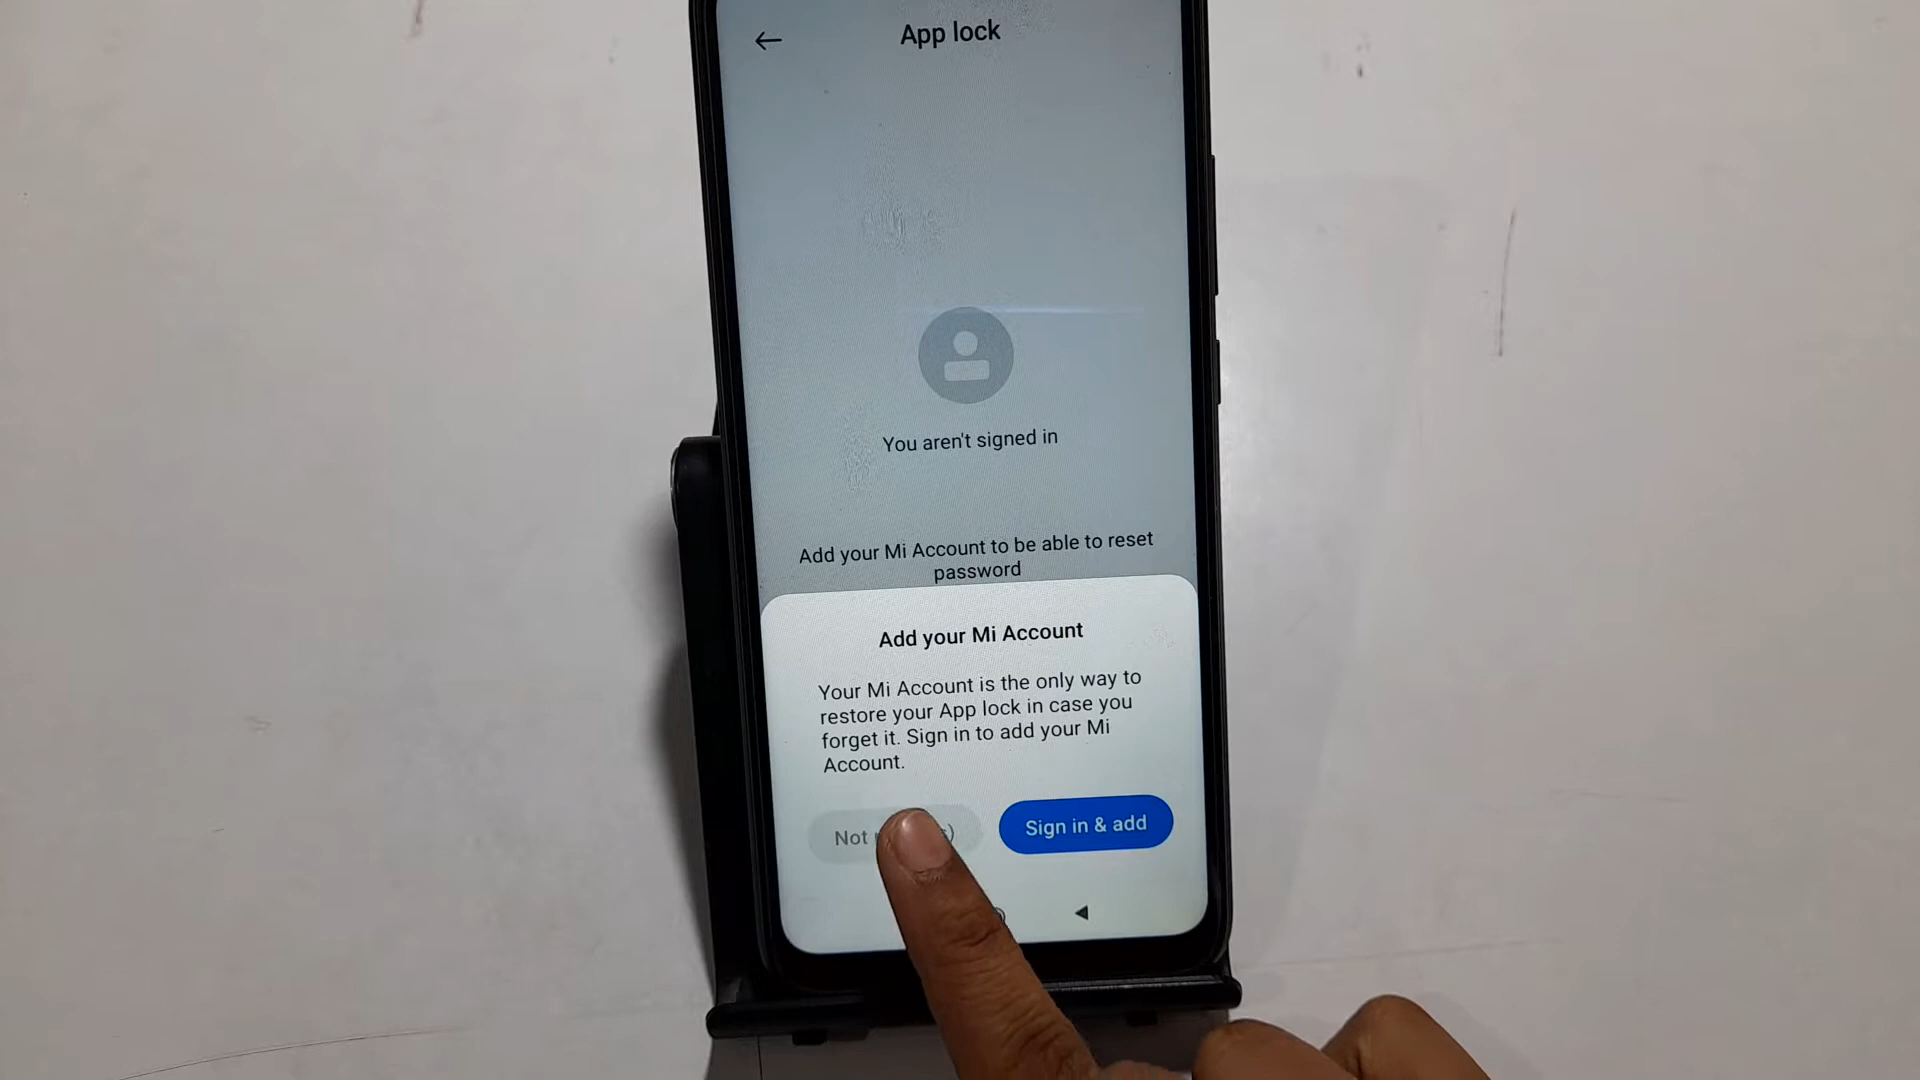 App lock
You aren't signed in
Add your Mi Account to be able to reset
password
Add your Mi Account
Your Mi Account is the only way to
restore your App lock in case you
forget it. Sign in to add your Mi
Account.
Not
Sign in & add